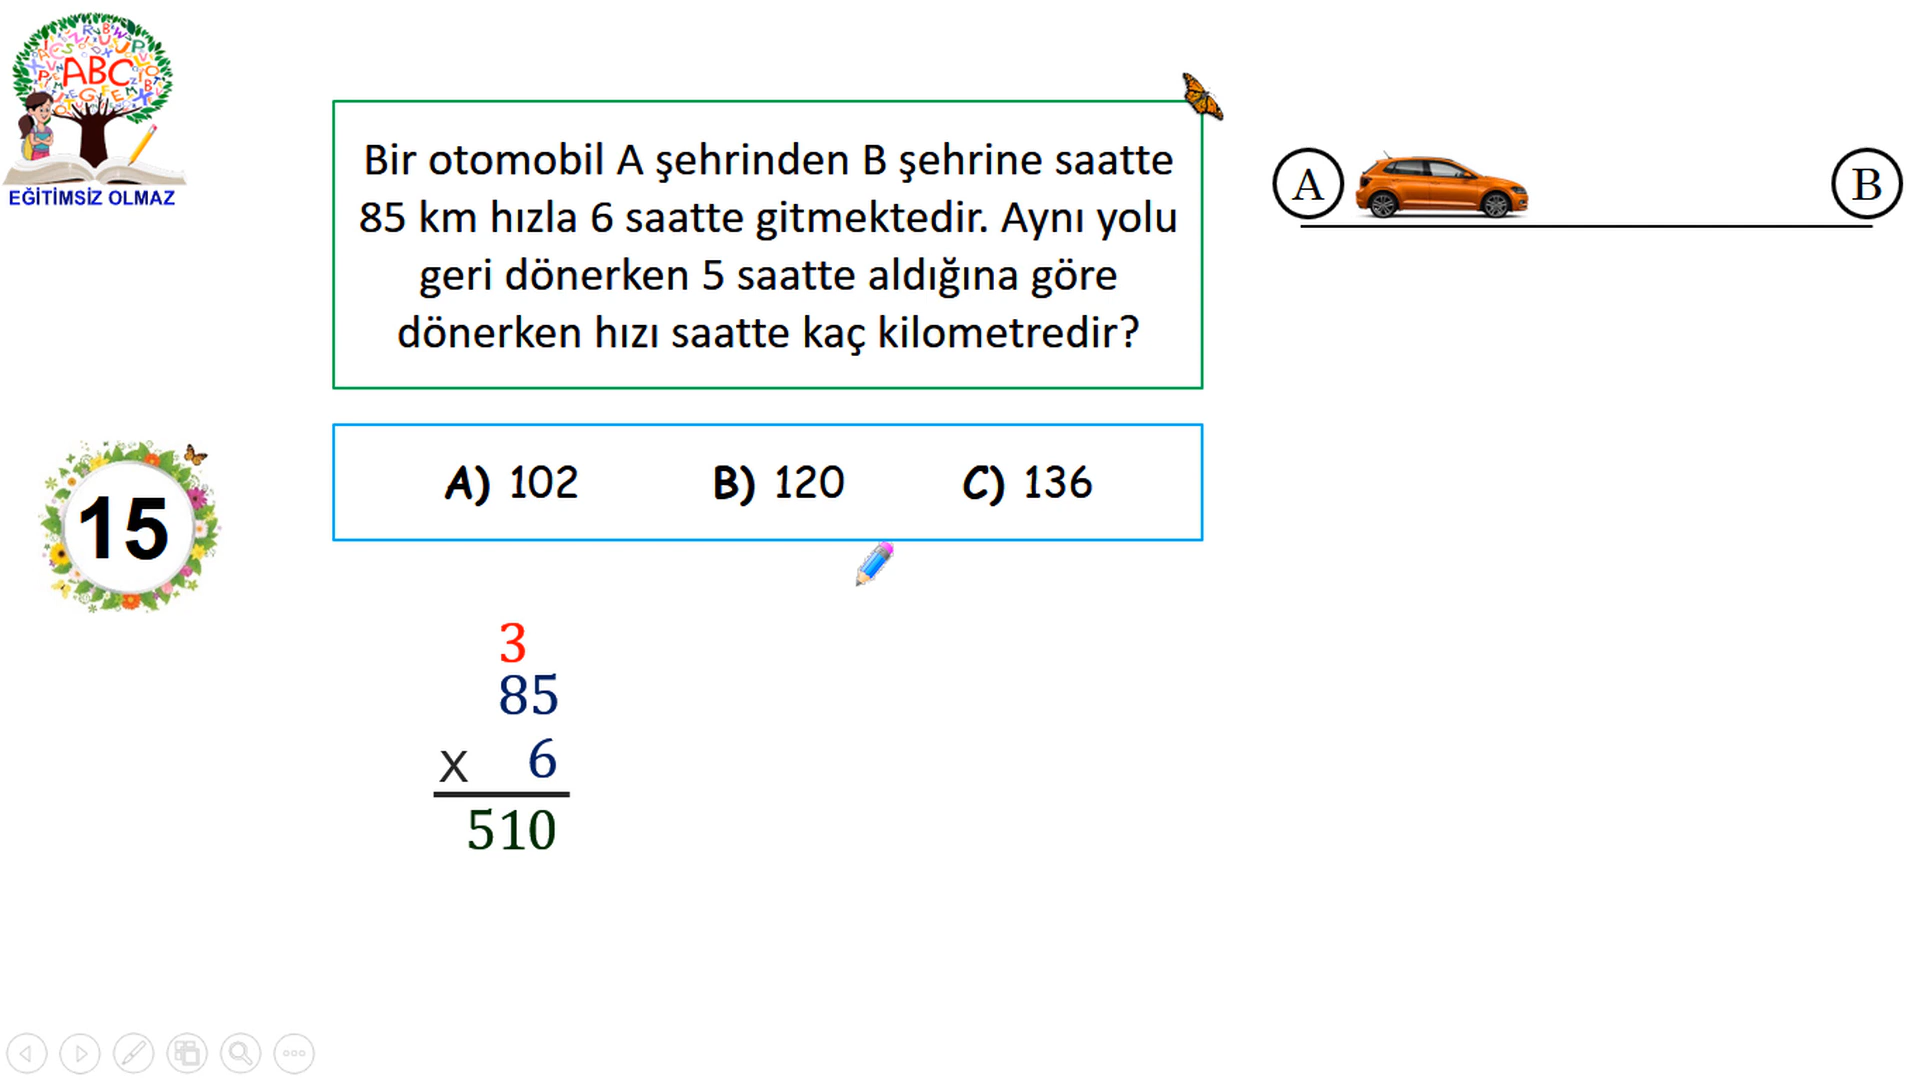 ABC
EĞİTİMSİZ OLMAZ
Bir otomobil A şehrinden B şehrine saatte
85 km hızla 6 saatte gitmektedir. Aynı yolu
geri dönerken 5 saatte aldığına göre
dönerken hızı saatte kaç kilometredir?
A B
15
A) 102 B) 120 C) 136
3
85
x 6
510